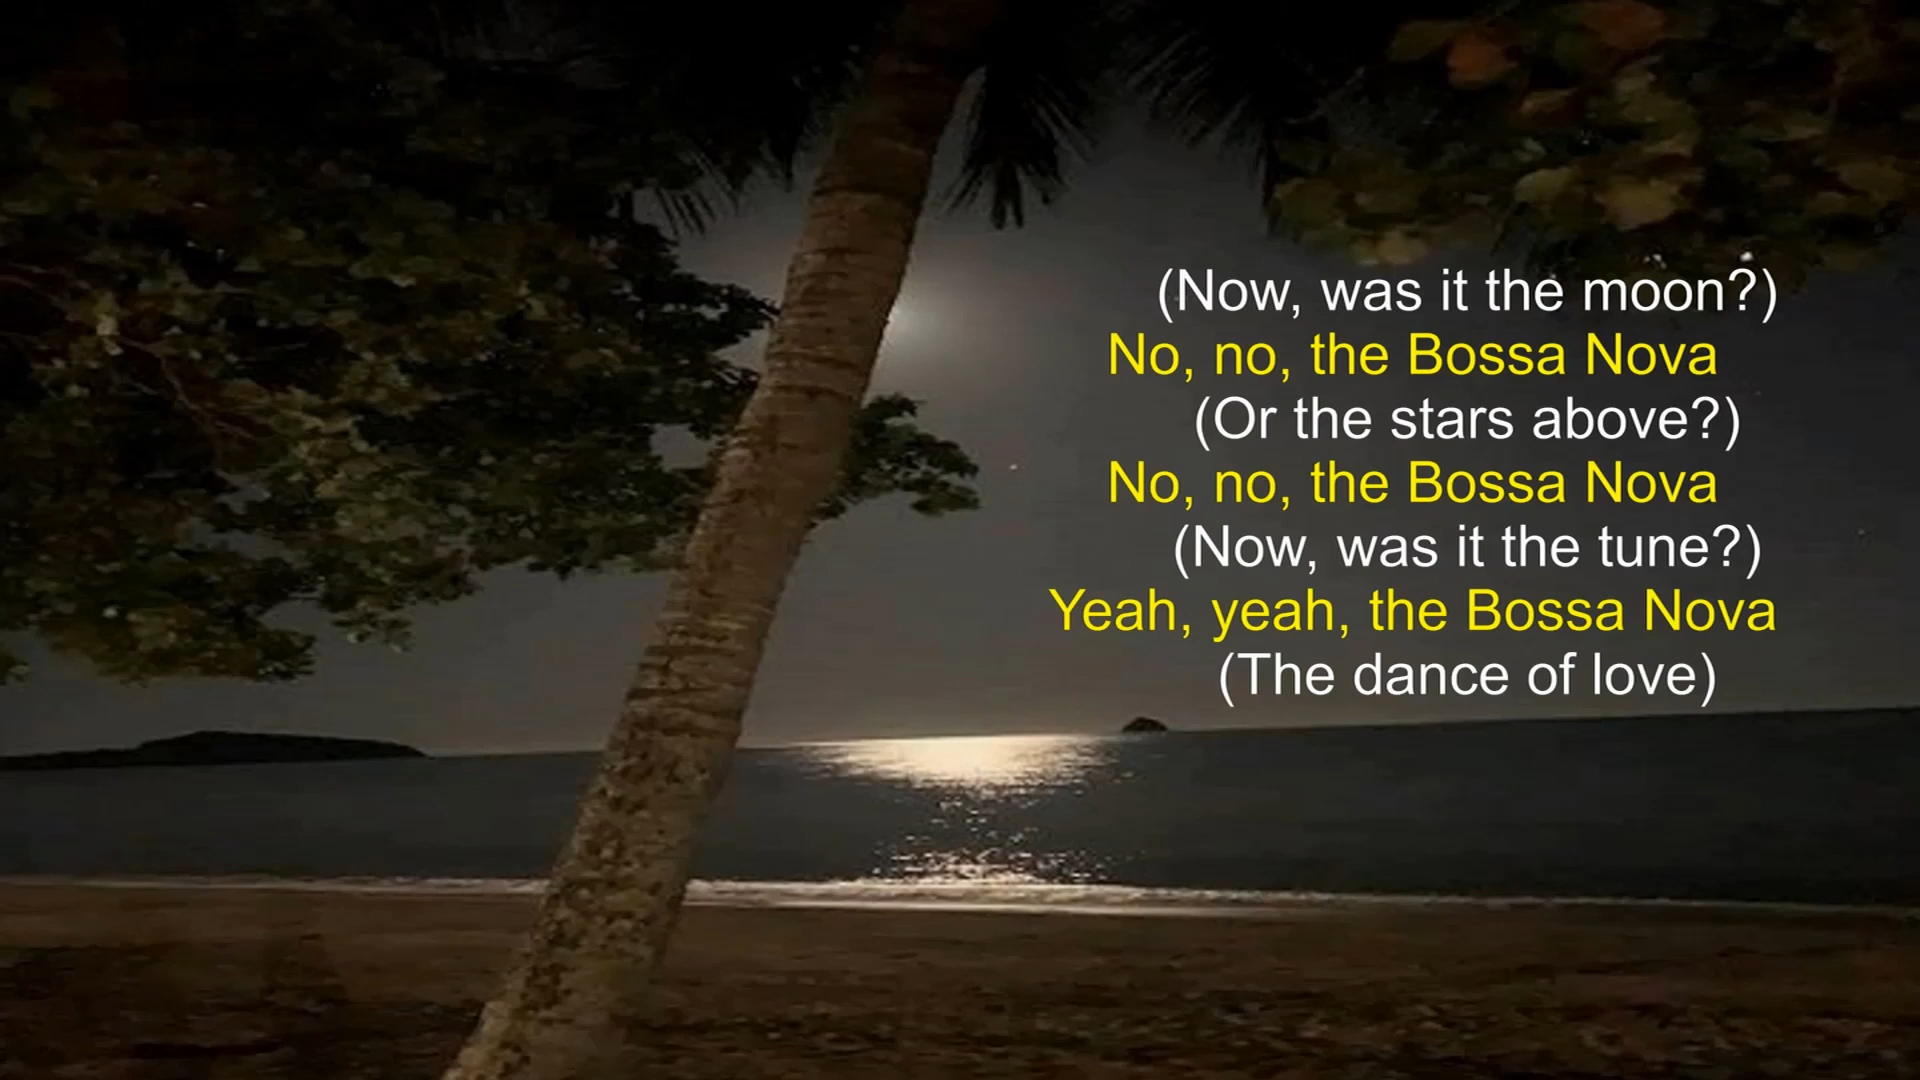 (Now, was it the moon?)
No, no, the Bossa Nova
(Or the stars above?)
No, no, the Bossa Nova
(Now, was it the tune?)
Yeah, yeah, the Bossa Nova
(The dance of love)